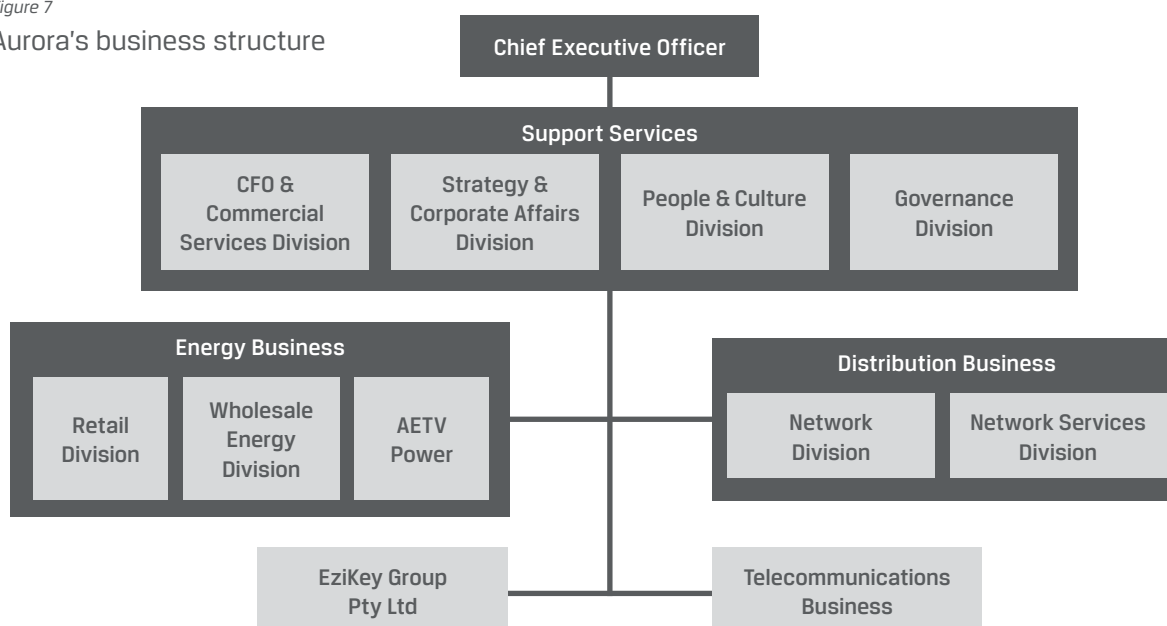 Figure 7
Aurora's business structure
Chief Executive Officer
Support Services
CFO &
Commercial
Services Division
Strategy &
Corporate Affairs
Division
People & Culture
Division
Governance
Division
Energy Business
Retail
Division
Wholesale
Energy
Division
AETV
Power
Distribution Business
Network
Division
Network Services
Division
EziKey Group
Pty Ltd
Telecommunications
Business